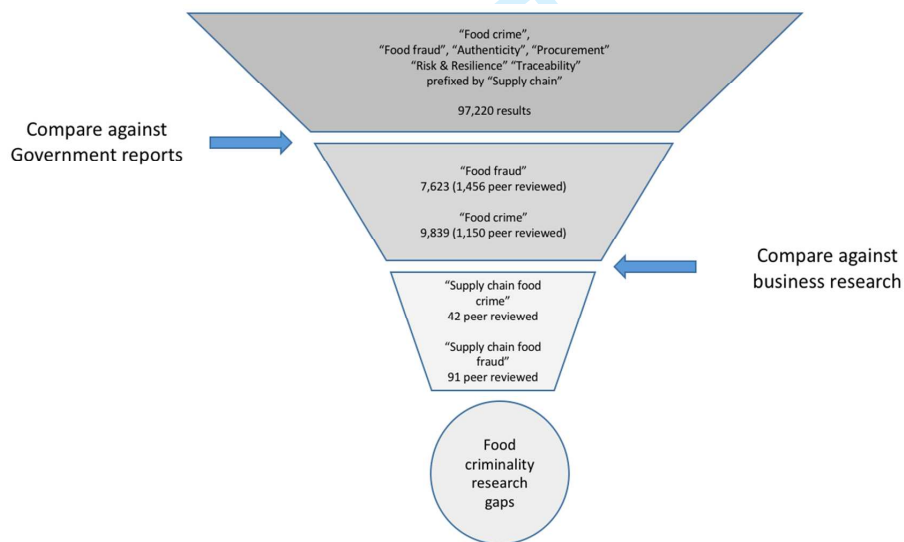 “Food crime”,
“Food fraud”, “Authenticity”, “Procurement”
“Risk & Resilience” “Traceability”
prefixed by “Supply chain”
97,220 results
Compare against
Government reports
“Food fraud”
7,623 (1,456 peer reviewed)
“Food crime”
9,839 (1,150 peer reviewed)
Compare against
business research
“Supply chain food
crime”
42 peer reviewed
“Supply chain food
fraud”
91 peer reviewed
Food
criminality
research
gaps